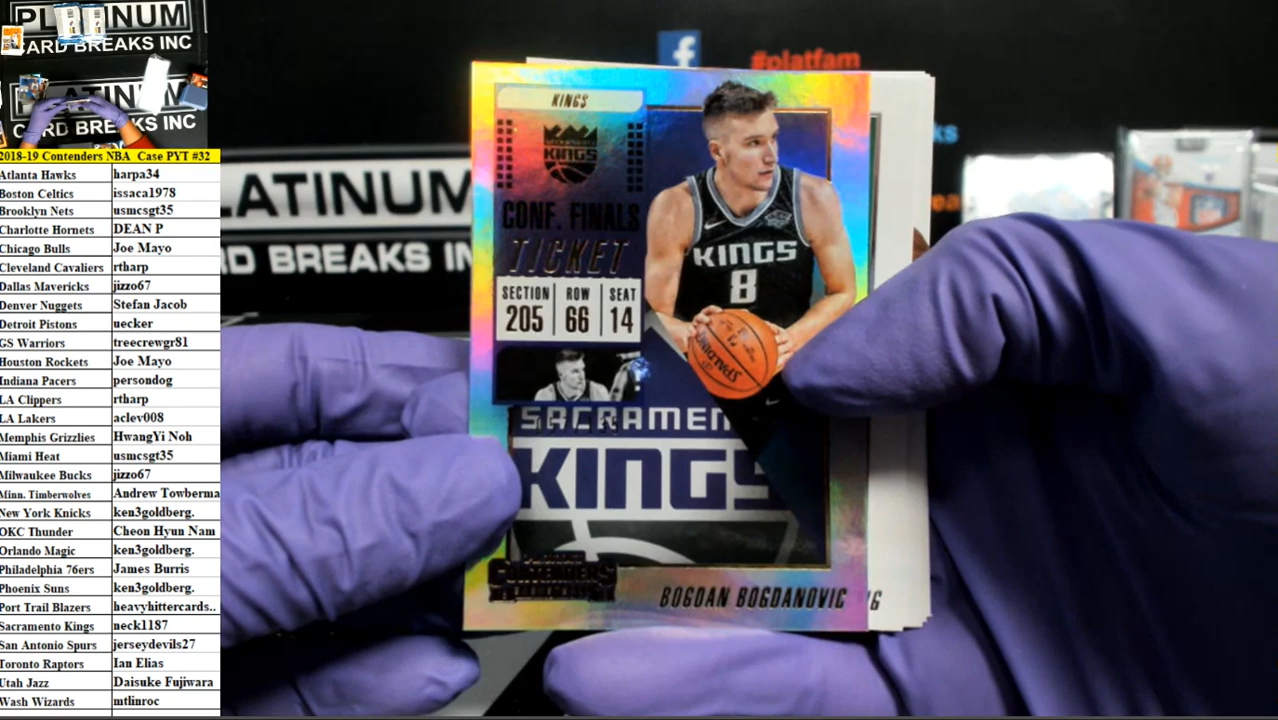 PLATINUM
CARD BREAKS INC
PLATINUM
CARD BREAKS INC
2018-19 Contenders NBA Case PYT #32
Atlanta Hawks harpa34
Boston Celtics issaca1978
Brooklyn Nets usmcsgt35
Charlotte Hornets DEAN P
Chicago Bulls Joe Mayo
Cleveland Cavaliers rtharp
Dallas Mavericks jizzo67
Denver Nuggets Stefan Jacob
Detroit Pistons uecker
GS Warriors treecrewgr81
Houston Rockets Joe Mayo
Indiana Pacers persondog
LA Clippers rtharp
LA Lakers aclev008
Memphis Grizzlies HwangYi Noh
Miami Heat usmcsgt35
Milwaukee Bucks jizzo67
Minn. Timberwolves Andrew Towberma
New York Knicks ken3goldberg.
OKC Thunder Cheon Hyun Nam
Orlando Magic ken3goldberg.
Philadelphia 76ers James Burris
Phoenix Suns ken3goldberg.
Port Trail Blazers heavyhittercards..
Sacramento Kings neck1187
San Antonio Spurs jerseydevils27
Toronto Raptors Ian Elias
Utah Jazz Daisuke Fujiwara
Wash Wizards mtlinroc
f
#platfam
LATINUM
RD BREAKS IN
KINGS
SACRAMENTO
KINGS
CONF. FINALS
TICKET
SECTION ROW SEAT
205 66 14
KINGS
8
SPALDING
SACRAMEN
KINGS
CONTENDERS
BOGDAN BOGDANOVIC